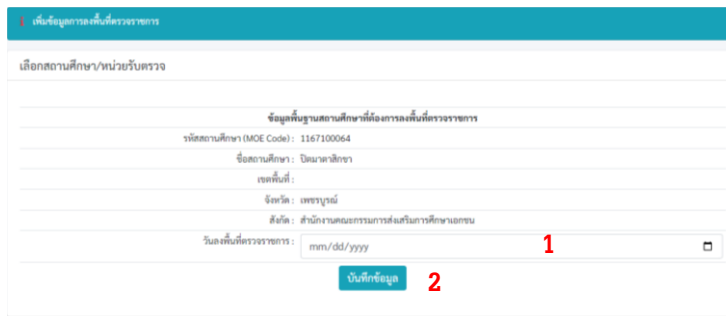 เพิ่มข้อมูลการลงพื้นที่ตรวจราชการ
เลือกสถานศึกษา/หน่วยรับตรวจ
ข้อมูลพื้นฐานสถานศึกษาที่ต้องการลงพื้นที่ตรวจราชการ
รหัสสถานศึกษา (MOE Code) : 1167100064
ชื่อสถานศึกษา : ปิตมาตาสิกขา
เขตพื้นที่ :
จังหวัด : เพชรบูรณ์
สังกัด : สำนักงานคณะกรรมการส่งเสริมการศึกษาเอกชน
วันลงพื้นที่ตรวจราชการ : mm/dd/yyyy 1
บันทึกข้อมูล 2